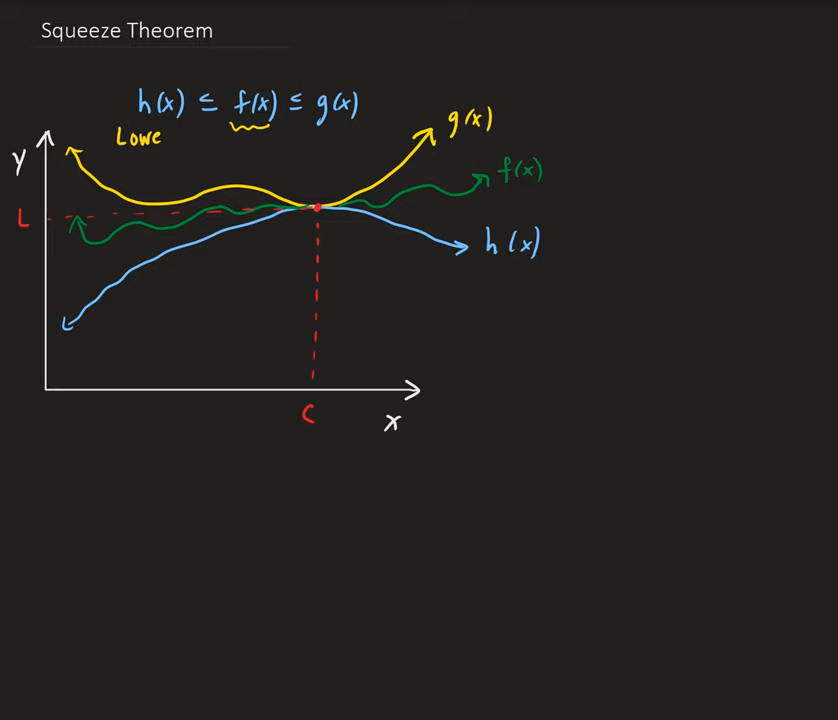 Squeeze Theorem
h(x) ≤ f(x) ≤ g(x)
Lowe
g(x)
y
f(x)
L
h(x)
C
x